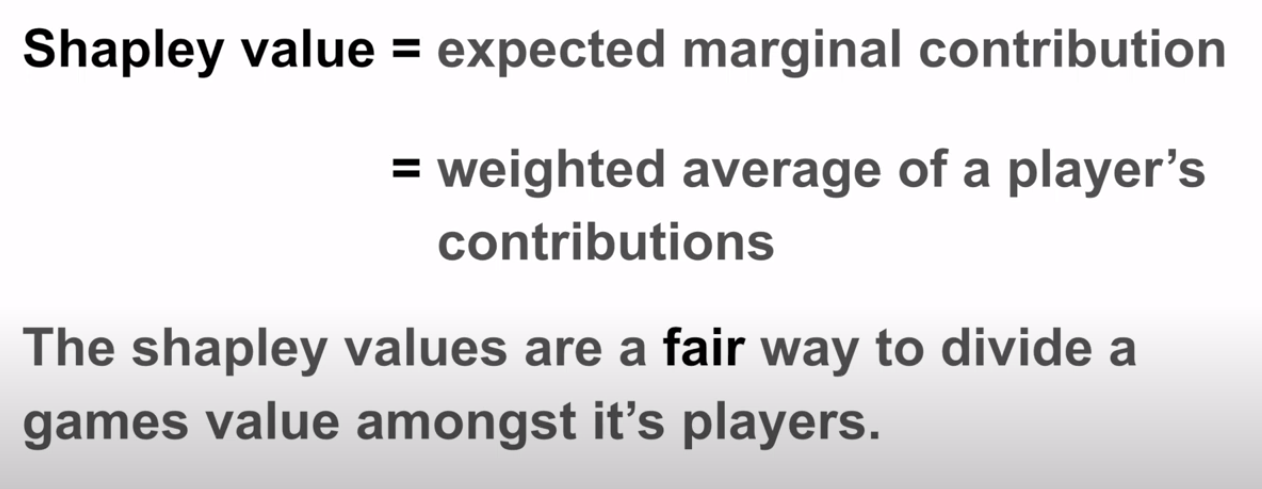 Shapley value = expected marginal contribution
= weighted average of a player’s
contributions
The shapley values are a fair way to divide a
games value amongst it’s players.